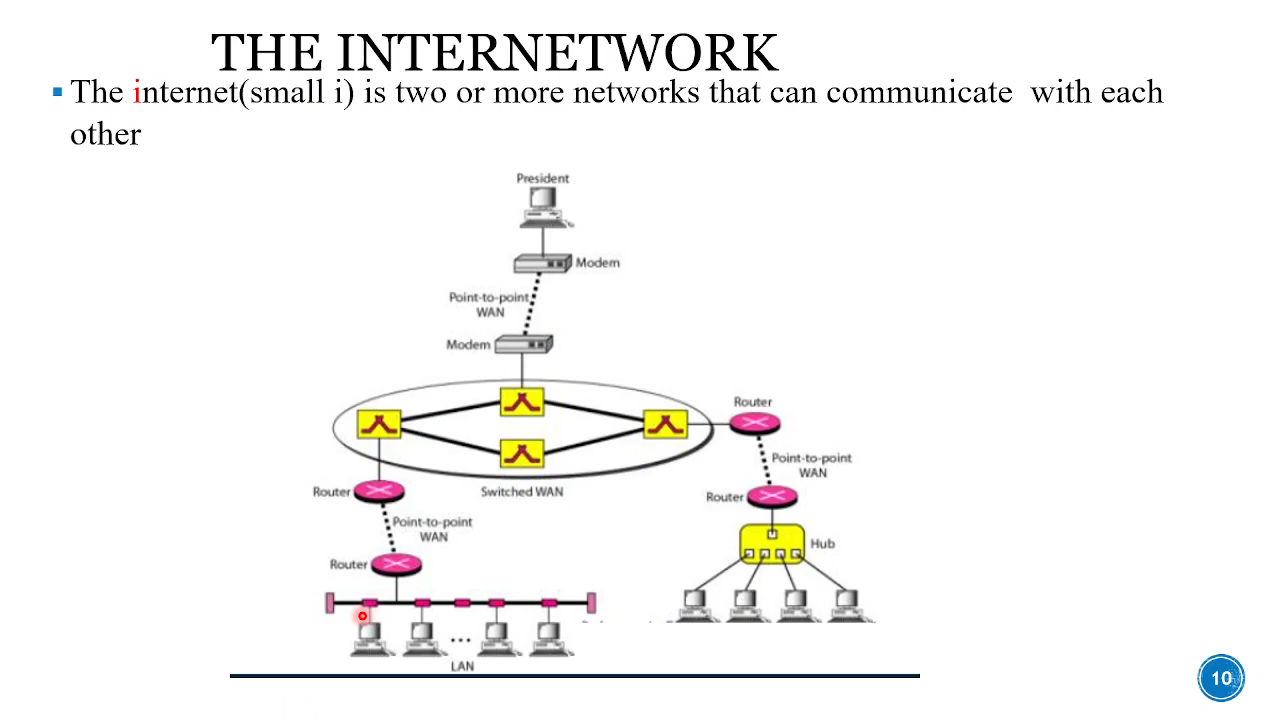 THE INTERNETWORK
The internet(small i) is two or more networks that can communicate with each
other
President
Modem
Point-to-point
WAN
Modem
Router
Point-to-point
WAN
Router
Switched WAN
Router
Point-to-point
WAN
Hub
Router
LAN
10